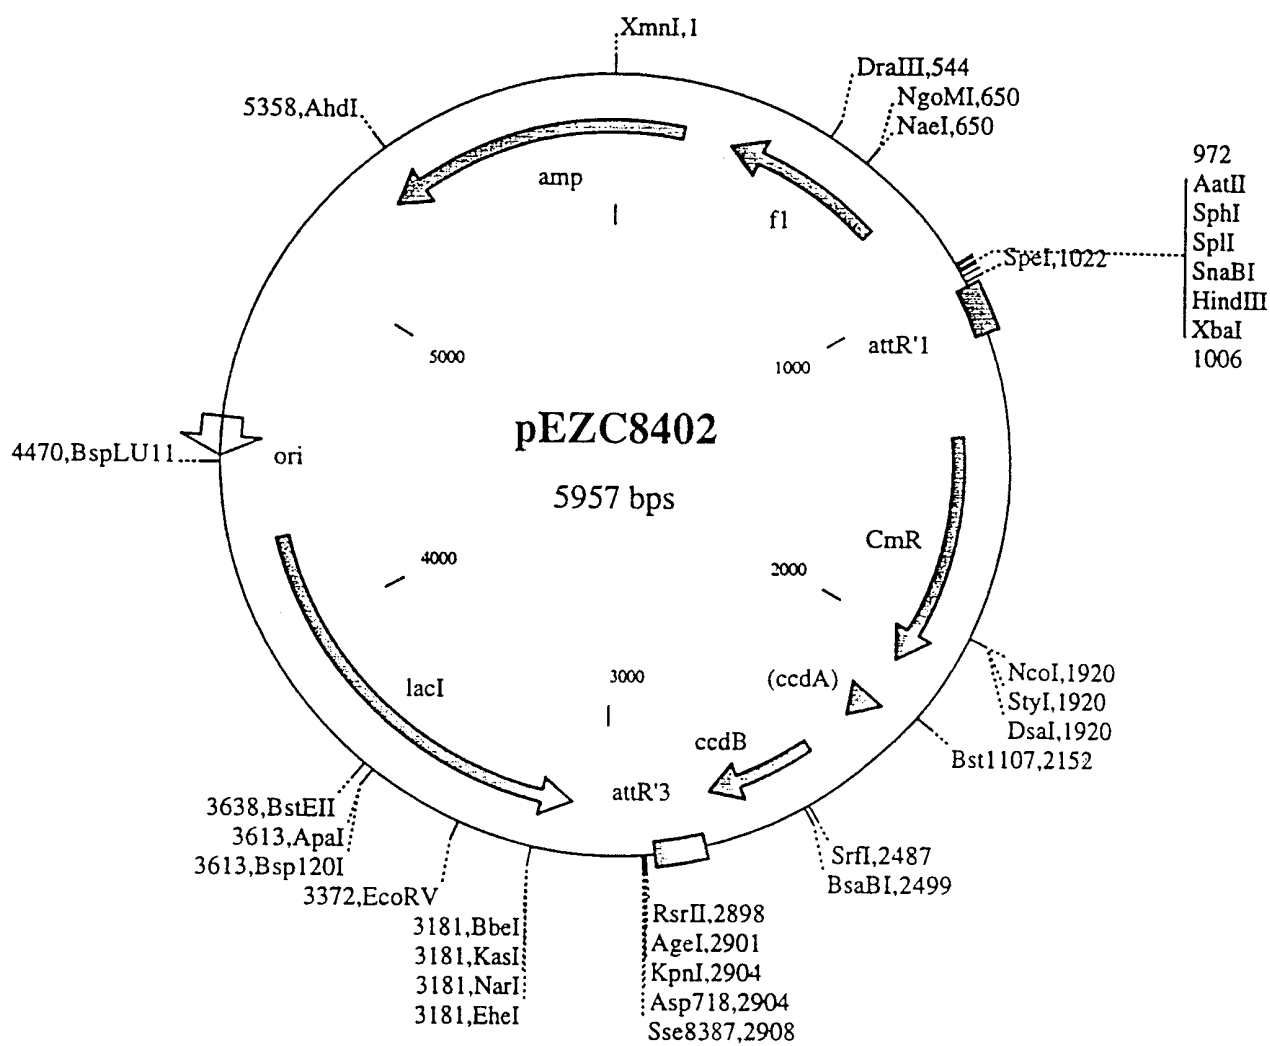 XmnI,1
DraIII,544
NgoMI,650
NaeI,650
5358,AhdI
972
AatII
SphI
SplI
SnaBI
HindIII
XbaI
1006
SpeI,1022
amp
f1
attR'1
1000
5000
pEZC8402
5957 bps
4470,BspLU11
ori
CmR
2000
4000
NcoI,1920
StyI,1920
DsaI,1920
Bst1107,2152
(ccdA)
3000
lacI
ccdB
attR'3
3638,BstEII
3613,ApaI
3613,Bsp120I
3372,EcoRV
3181,BbeI
3181,KasI
3181,NarI
3181,EheI
SrfI,2487
BsaBI,2499
RsrII,2898
AgeI,2901
KpnI,2904
Asp718,2904
Sse8387,2908